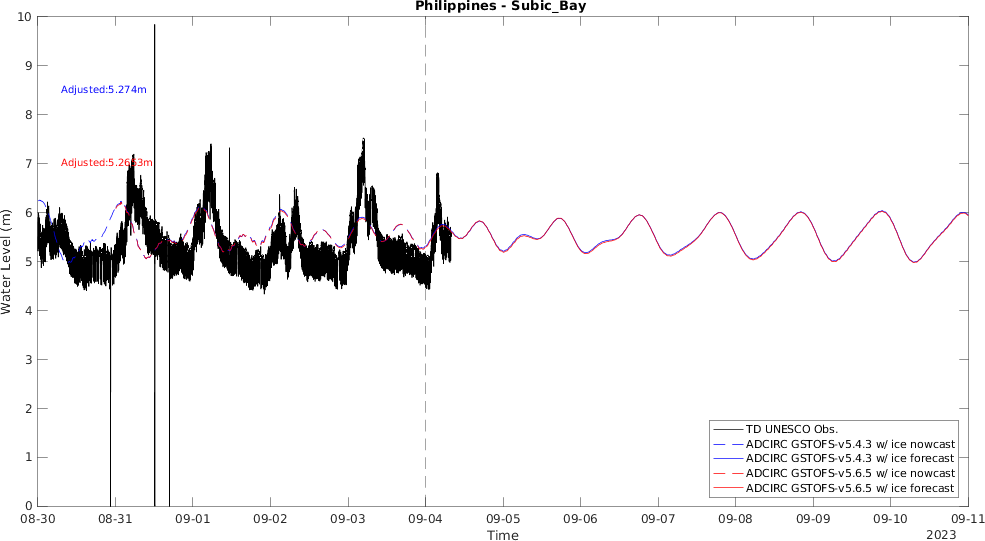 Philippines - Subic_Bay
Water Level (m)
10
9
8
7
6
5
4
3
2
1
0
Adjusted:5.274m
Adjusted:5.2663m
TD UNESCO Obs.
ADCIRC GSTOFS-v5.4.3 w/ ice nowcast
ADCIRC GSTOFS-v5.4.3 w/ ice forecast
ADCIRC GSTOFS-v5.6.5 w/ ice nowcast
ADCIRC GSTOFS-v5.6.5 w/ ice forecast
08-30 08-31 09-01 09-02 09-03 09-04 09-05 09-06 09-07 09-08 09-09 09-10 09-11
Time
2023